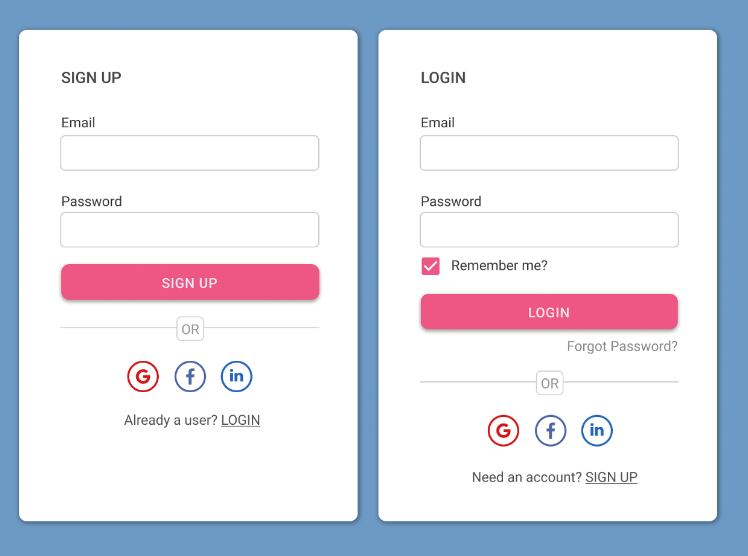 SIGN UP
Email
Password
SIGN UP
OR
G f in
Already a user? LOGIN
LOGIN
Email
Password
Remember me?
LOGIN
Forgot Password?
OR
G f in
Need an account? SIGN UP